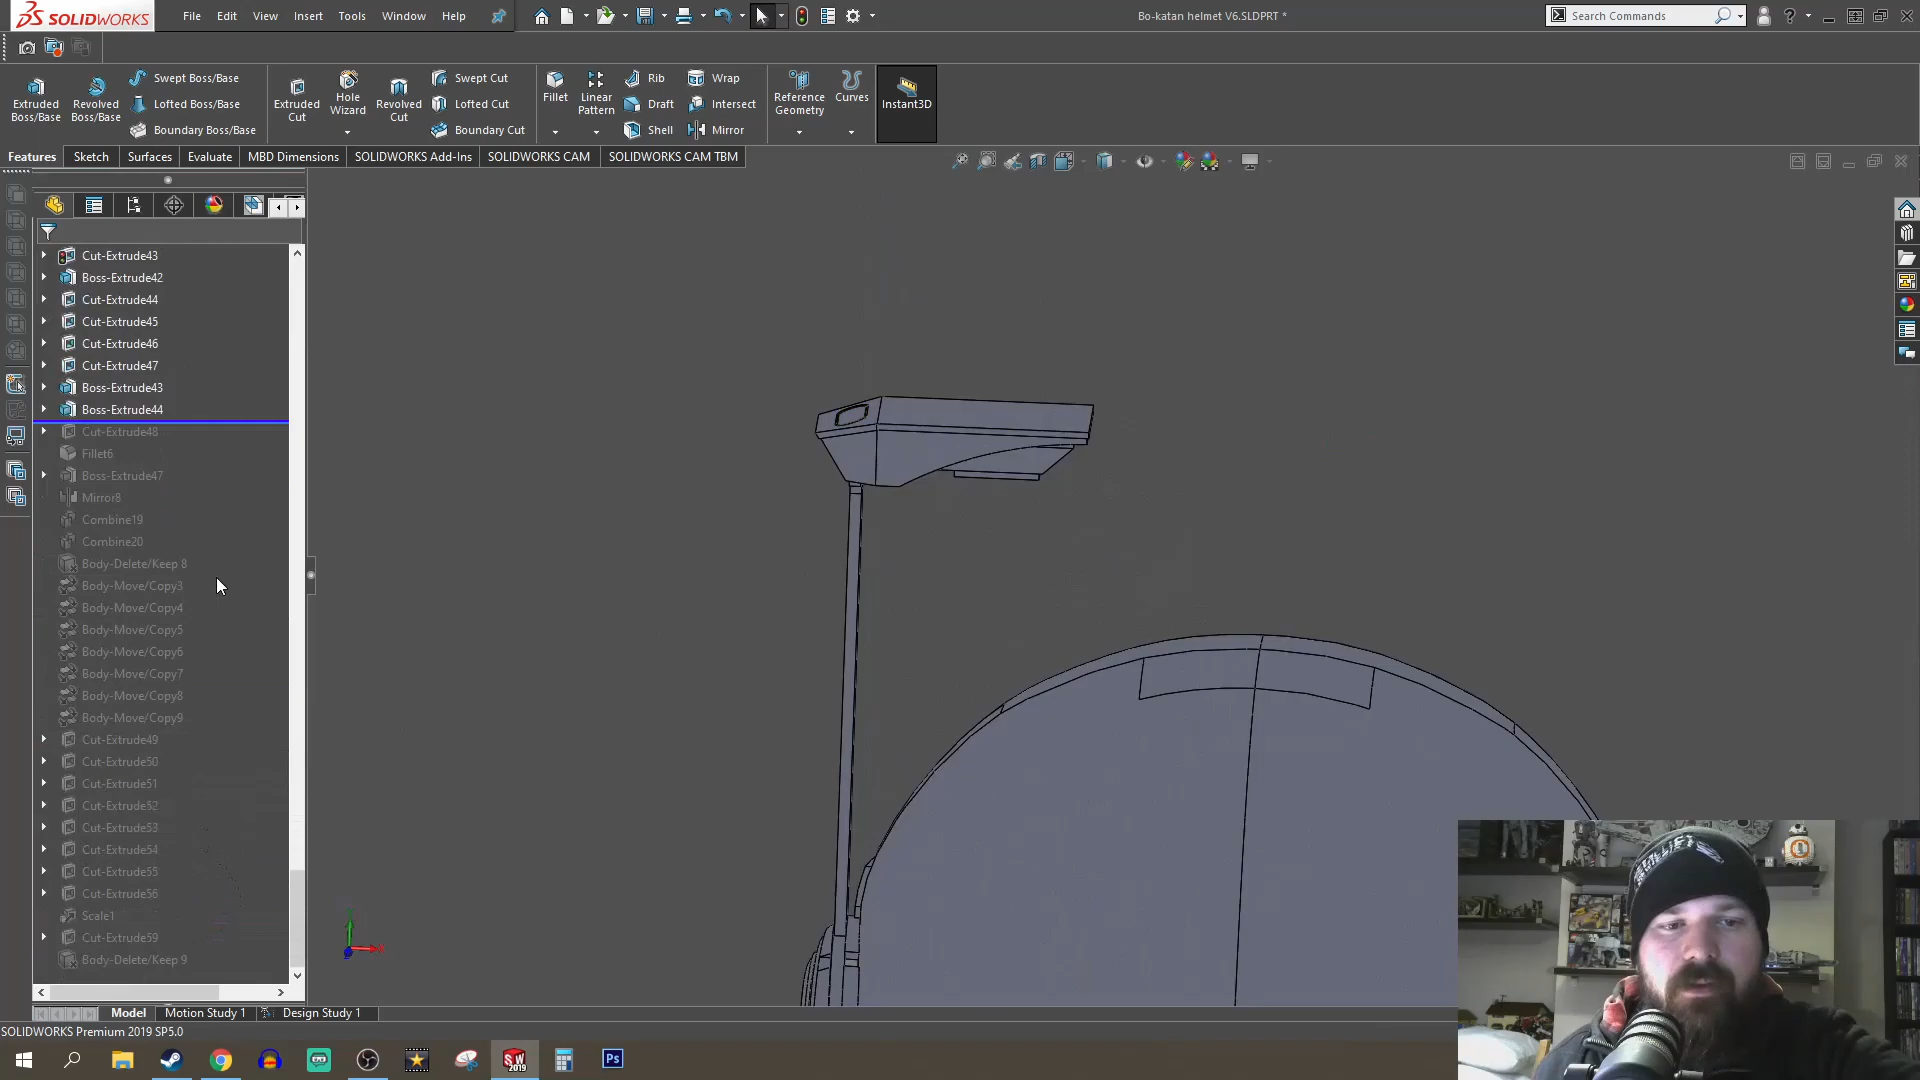 SOLIDWORKS
File Edit View Insert Tools Window Help
Bo-katan helmet V6.SLDPRT *
Search Commands
Extruded Boss/Base
Revolved Boss/Base
Swept Boss/Base
Lofted Boss/Base
Boundary Boss/Base
Extruded Cut
Hole Wizard
Revolved Cut
Swept Cut
Lofted Cut
Boundary Cut
Fillet
Linear Pattern
Rib
Draft
Shell
Wrap
Intersect
Mirror
Reference Geometry
Curves
Instant3D
Features Sketch Surfaces Evaluate MBD Dimensions SOLIDWORKS Add-Ins SOLIDWORKS CAM SOLIDWORKS CAM TBM
Cut-Extrude43
Boss-Extrude42
Cut-Extrude44
Cut-Extrude45
Cut-Extrude46
Cut-Extrude47
Boss-Extrude43
Boss-Extrude44
Cut-Extrude48
Fillet6
Boss-Extrude47
Mirror8
Combine19
Combine20
Body-Delete/Keep 8
Body-Move/Copy3
Body-Move/Copy4
Body-Move/Copy5
Body-Move/Copy6
Body-Move/Copy7
Body-Move/Copy8
Body-Move/Copy9
Cut-Extrude49
Cut-Extrude50
Cut-Extrude51
Cut-Extrude52
Cut-Extrude53
Cut-Extrude54
Cut-Extrude55
Cut-Extrude56
Scale1
Cut-Extrude59
Body-Delete/Keep 9
Model Motion Study 1 Design Study 1
SOLIDWORKS Premium 2019 SP5.0
SW 2019
Ps